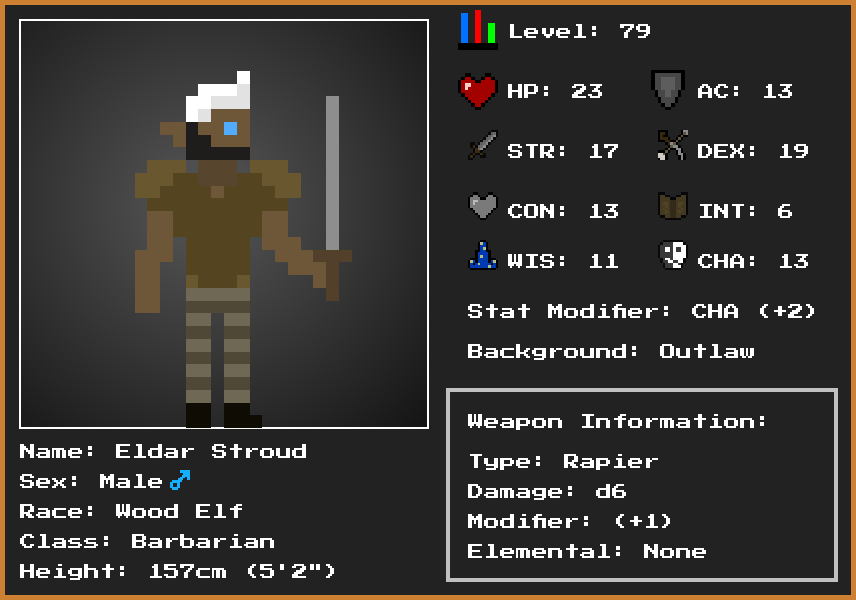 Level: 79
HP: 23 AC: 13
STR: 17 DEX: 19
CON: 13 INT: 6
WIS: 11 CHA: 13
Stat Modifier: CHA (+2)
Background: Outlaw
Weapon Information:
Type: Rapier
Damage: d6
Modifier: (+1)
Elemental: None
Name: Eldar Stroud
Sex: Male ♂
Race: Wood Elf
Class: Barbarian
Height: 157cm (5'2")